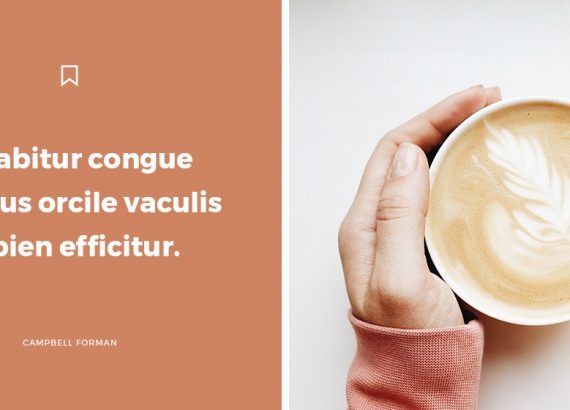 abitur congue
us orcile vaculis
bien efficitur.
CAMPBELL FORMAN